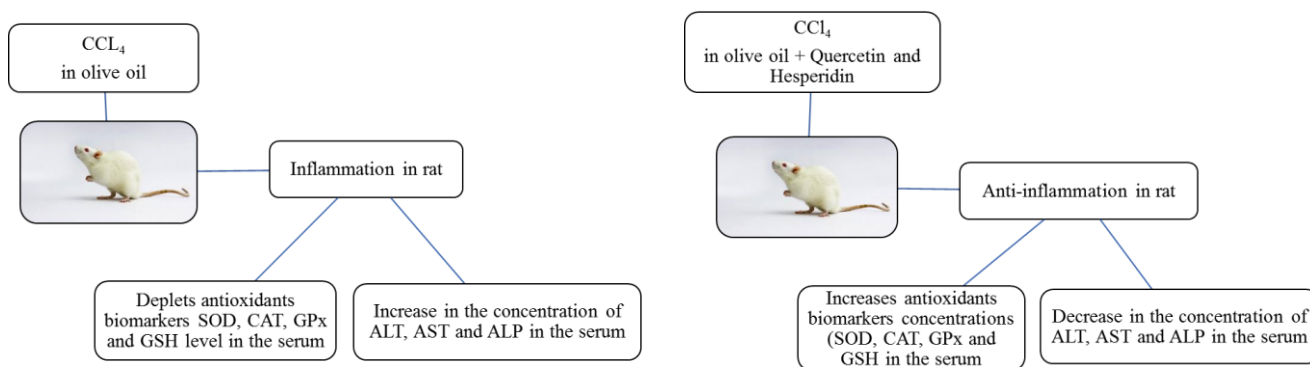 CCL₄
in olive oil
Inflammation in rat
Deplets antioxidants
biomarkers SOD, CAT, GPx
and GSH level in the serum
Increase in the concentration of
ALT, AST and ALP in the serum
CCl₄
in olive oil + Quercetin and
Hesperidin
Anti-inflammation in rat
Increases antioxidants
biomarkers concentrations
(SOD, CAT, GPx and
GSH in the serum
Decrease in the concentration of
ALT, AST and ALP in the serum